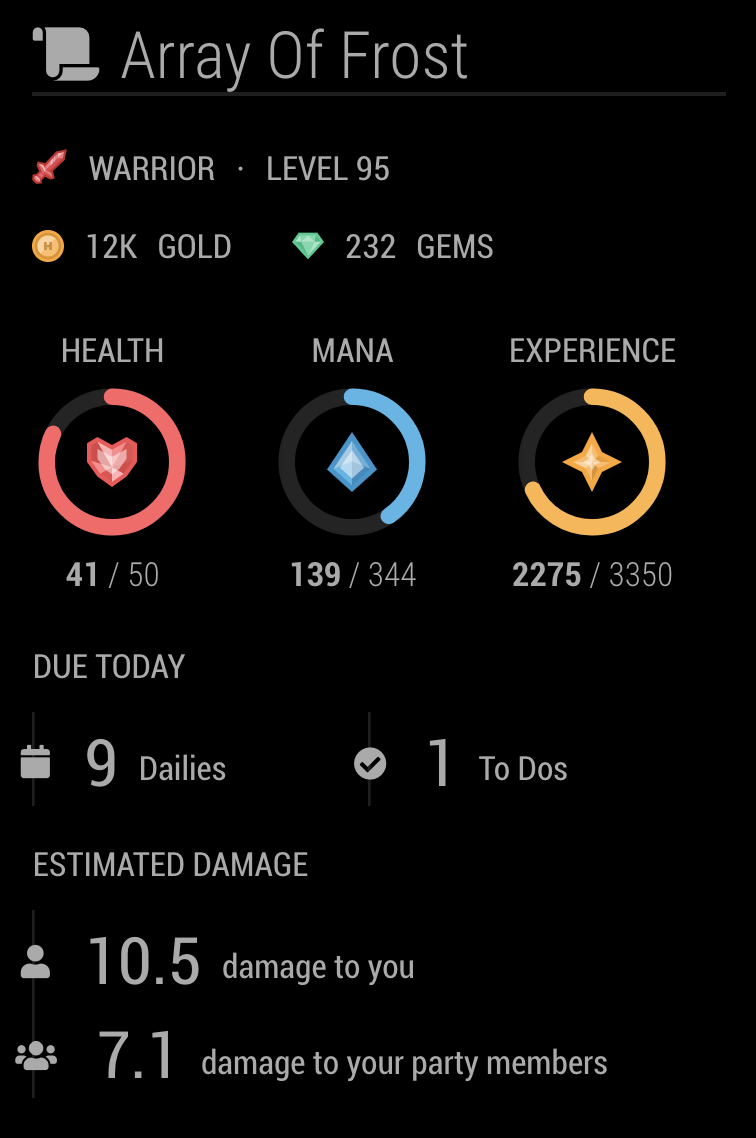 Array Of Frost
WARRIOR · LEVEL 95
12K GOLD 232 GEMS
HEALTH MANA EXPERIENCE
41 / 50 139 / 344 2275 / 3350
DUE TODAY
9 Dailies 1 To Dos
ESTIMATED DAMAGE
10.5 damage to you
7.1 damage to your party members